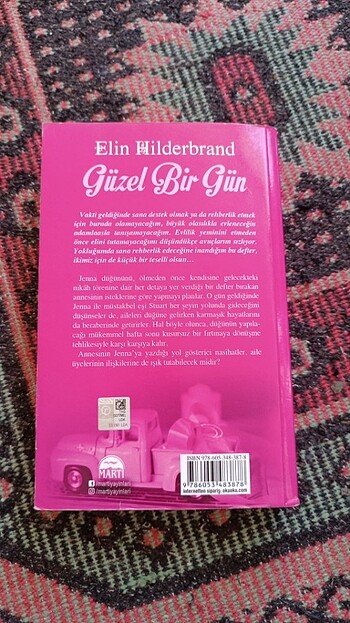 Elin Hilderbrand
Güzel Bir Gün
Vakti geldiğinde sana destek olmak ya da rehberlik etmek
için burada olamayacağım, büyük olasılıkla evleneceğin
adamla asla tanışamayacağım. Evlilik yeminini etmeden
önce elini tutamayacağımı düşündükçe avuçlarım sızlıyor.
Yokluğumda sana rehberlik edeceğine inandığım bu defter,
ikimiz için de küçük bir teselli olsun...
Jenna düğününü, ölmeden önce kendisine gelecekteki
nikâh törenine dair her detaya yer verdiği bir defter bırakan
annesinin isteklerine göre yapmayı planlar. O gün geldiğinde
Jenna ile müstakbel eşi Stuart her şeyin yolunda gideceğini
düşünseler de, aileleri düğüne gelirken karmaşık hayatlarını
da beraberinde getirirler. Hal böyle olunca, düğünün yapıla-
cağı mükemmel hafta sonu kusursuz bir fırtınaya dönüşme
tehlikesiyle karşı karşıya kalır.
Annesinin Jenna'ya yazdığı yol gösterici nasihatler, aile
üyelerinin ilişkilerine de ışık tutabilecek midir?
MARTI
/martiyayinlari
/martiyayinlari
ISBN 978-605-348-387-8
9 786053 483878
internetten sipariş: okuoku.com